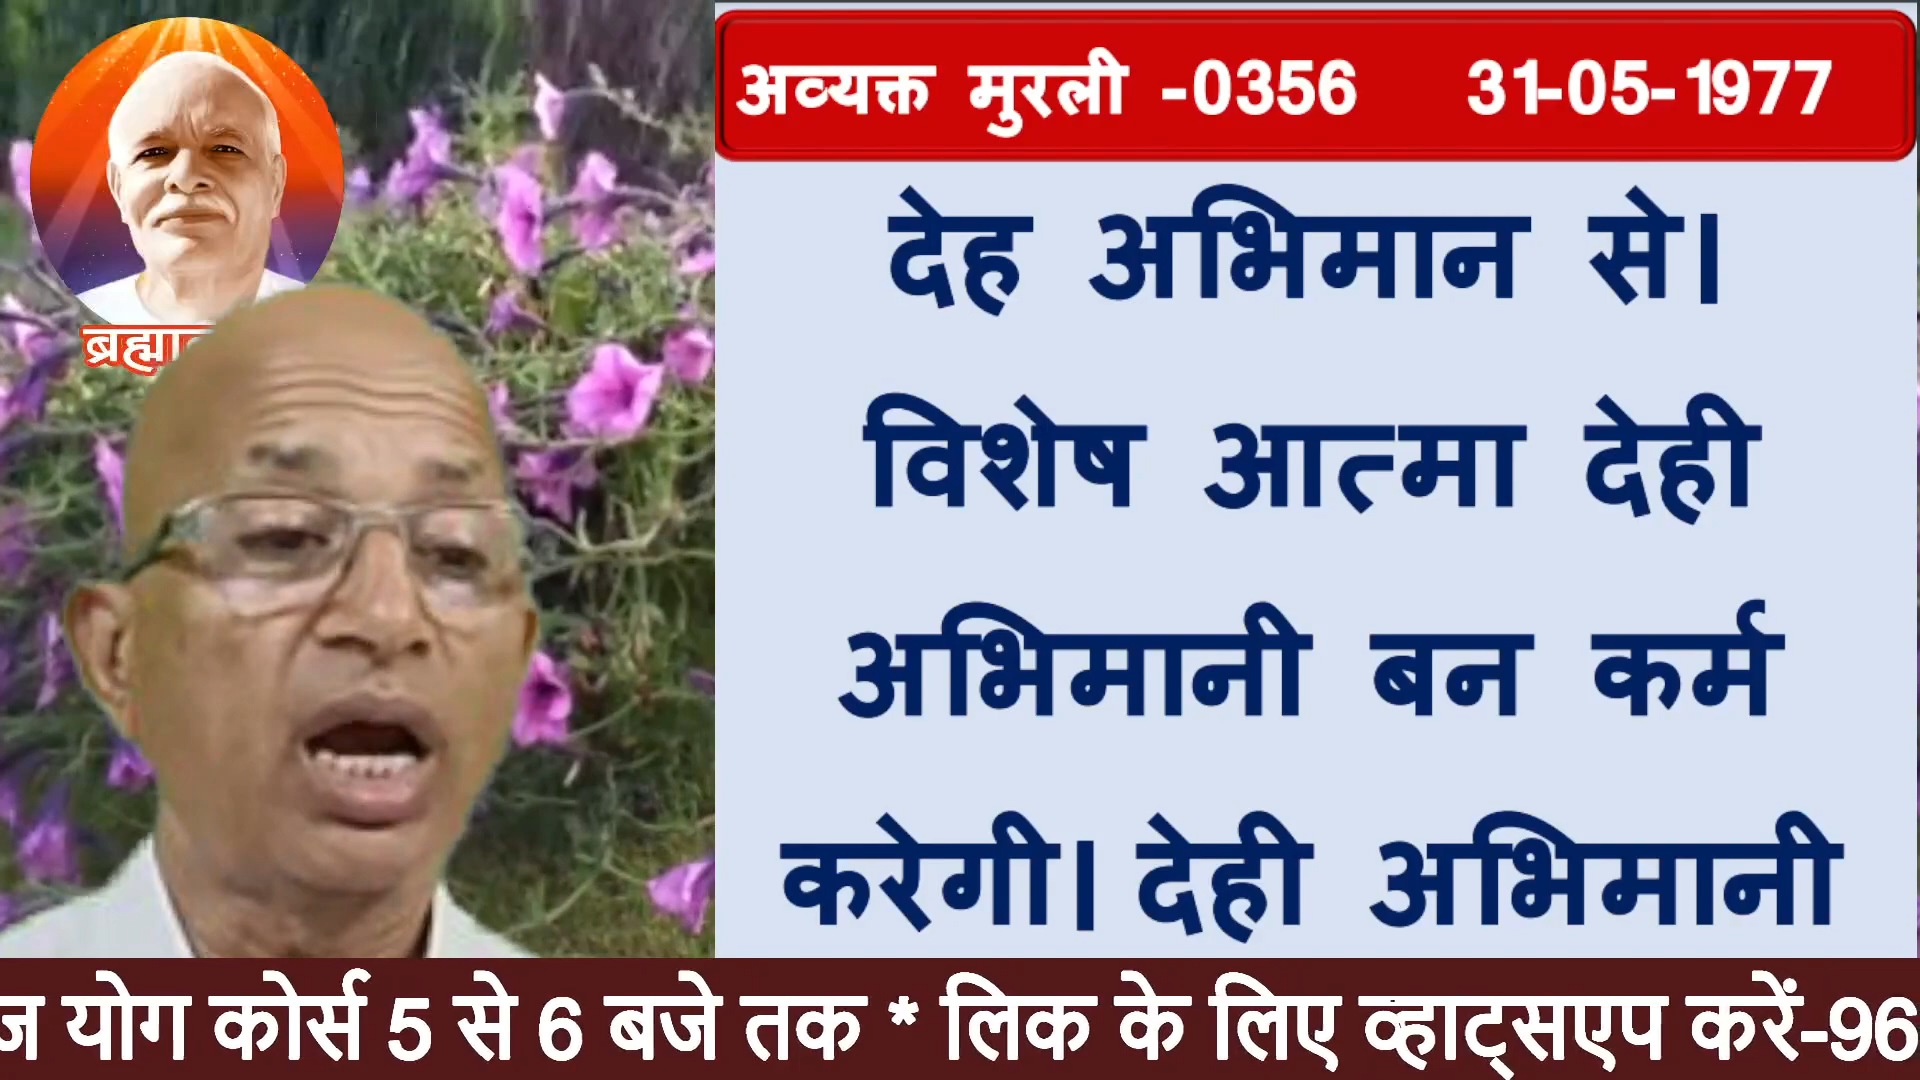 अव्यक्त मुरली -0356 31-05-1977
देह अभिमान से।
विशेष आत्मा देही
अभिमानी बन कर्म
करेगी। देही अभिमानी
योग कोर्स 5 से 6 बजे तक * लिंक के लिए व्हाट्सएप करें-96